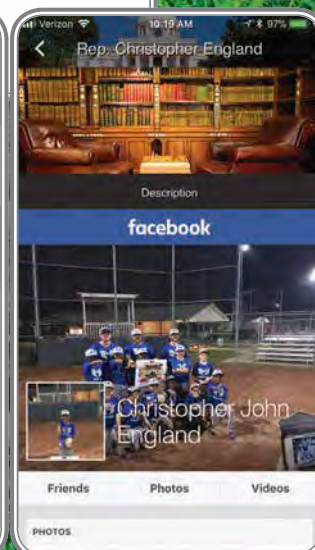 Verizon 10:19 AM 97%
Rep. Christopher England
Description
facebook
Christopher John
England
Friends Photos Videos
PHOTOS